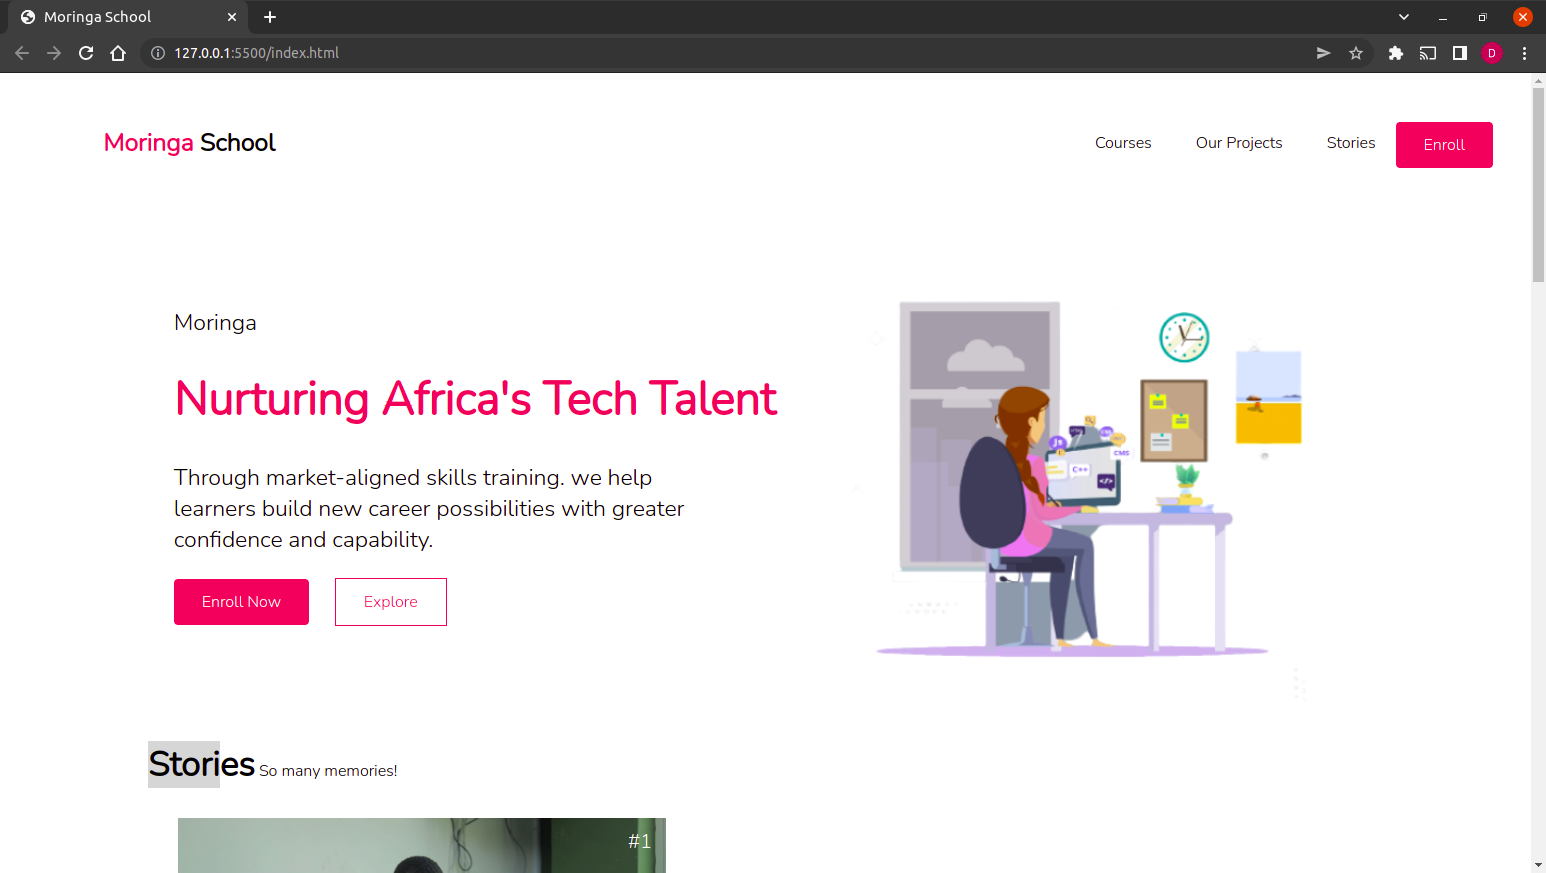 Moringa School
127.0.0.1:5500/index.html
D
Moringa School
Courses
Our Projects
Stories
Enroll
Moringa
Nurturing Africa's Tech Talent
Through market-aligned skills training. we help
learners build new career possibilities with greater
confidence and capability.
Enroll Now
Explore
JS
C++
CMS
</>
Stories So many memories!
#1